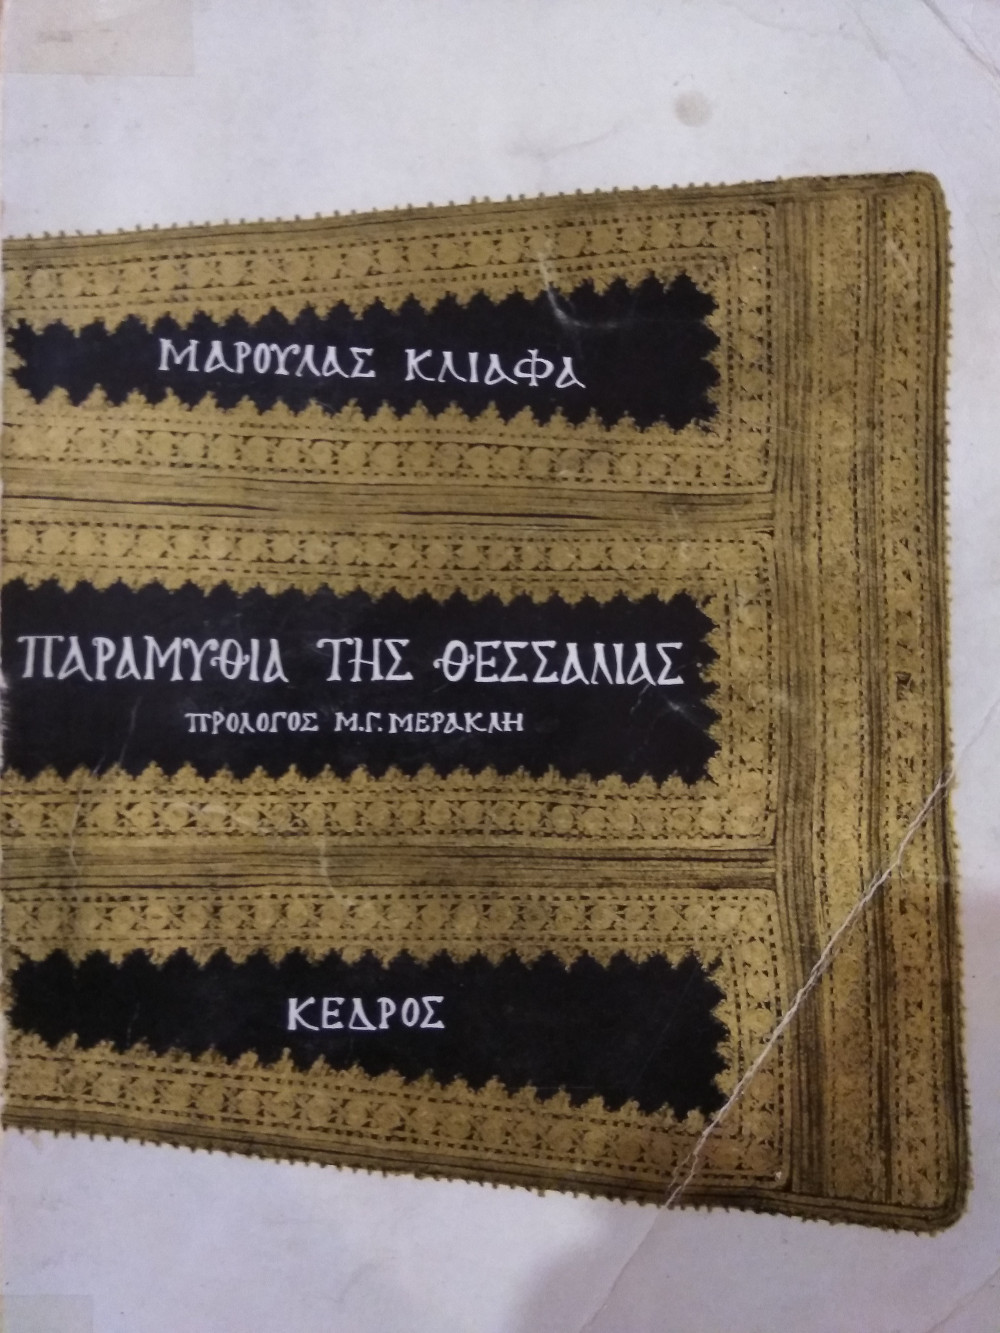 ΜΑΡΟΥΛΑΣ ΚΛΙΑΦΑ
ΠΑΡΑΜΥΘΙΑ ΤΗΣ ΘΕΣΣΑΛΙΑΣ
ΠΡΟΛΟΓΟΣ Μ.Γ. ΜΕΡΑΚΛΗ
ΚΕΔΡΟΣ